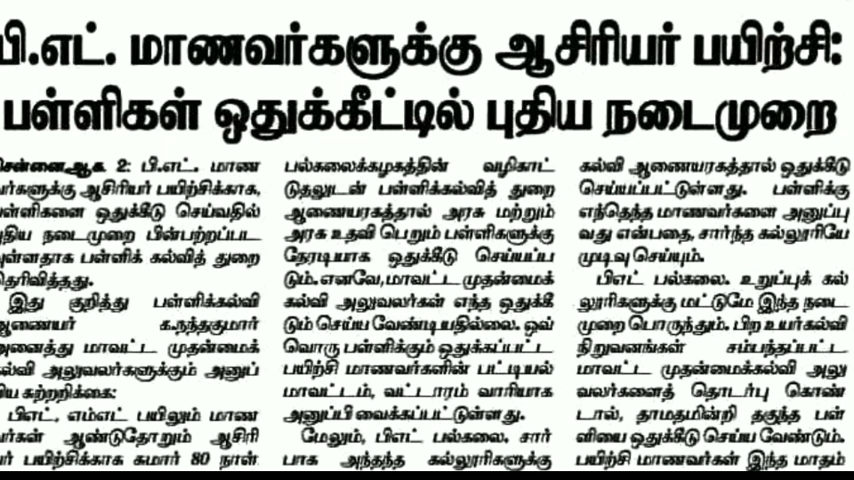 பி.எட். மாணவர்களுக்கு ஆசிரியர் பயிற்சி:
பள்ளிகள் ஒதுக்கீட்டில் புதிய நடைமுறை
சென்னை,ஆக. 2: பி.எட். மாண
வர்களுக்கு ஆசிரியர் பயிற்சிக்காக,
பள்ளிகளை ஒதுக்கீடு செய்வதில்
புதிய நடைமுறை பின்பற்றப்பட
வுள்ளதாக பள்ளிக் கல்வித் துறை
தெரிவித்தது.
இது குறித்து பள்ளிக்கல்வி
ஆணையர் க.நந்தகுமார்
அனைத்து மாவட்ட முதன்மைக்
கல்வி அலுவலர்களுக்கும் அனுப்
பிய சுற்றறிக்கை:
பிஎட், எம்எட் பயிலும் மாண
வர்கள் ஆண்டுதோறும் ஆசிரி
யர் பயிற்சிக்காக சுமார் 80 நாள்
பல்கலைக்கழகத்தின் வழிகாட்
டுதலுடன் பள்ளிக்கல்வித் துறை
ஆணையரகத்தால் அரசு மற்றும்
அரசு உதவி பெறும் பள்ளிகளுக்கு
நேரடியாக ஒதுக்கீடு செய்யப்ப
டும். எனவே, மாவட்ட முதன்மைக்
கல்வி அலுவலர்கள் எந்த ஒதுக்கீ
டும் செய்ய வேண்டியதில்லை. ஒவ்
வொரு பள்ளிக்கும் ஒதுக்கப்பட்ட
பயிற்சி மாணவர்களின் பட்டியல்
மாவட்டம், வட்டாரம் வாரியாக
அனுப்பி வைக்கப்பட்டுள்ளது.
மேலும், பிஎட் பல்கலை. சார்
பாக அந்தந்த கல்லூரிகளுக்கு
கல்வி ஆணையரகத்தால் ஒதுக்கீடு
செய்யப்பட்டுள்ளது. பள்ளிக்கு
எந்தெந்த மாணவர்களை அனுப்பு
வது என்பதை, சார்ந்த கல்லூரியே
முடிவு செய்யும்.
பிஎட் பல்கலை. உறுப்புக் கல்
லூரிகளுக்கு மட்டுமே இந்த நடை
முறை பொருந்தும். பிற உயர்கல்வி
நிறுவனங்கள் சம்பந்தப்பட்ட
மாவட்ட முதன்மைக்கல்வி அலு
வலர்களைத் தொடர்பு கொண்
டால், தாமதமின்றி தகுந்த பள்
ளியை ஒதுக்கீடு செய்ய வேண்டும்.
பயிற்சி மாணவர்கள் இந்த மாதம்